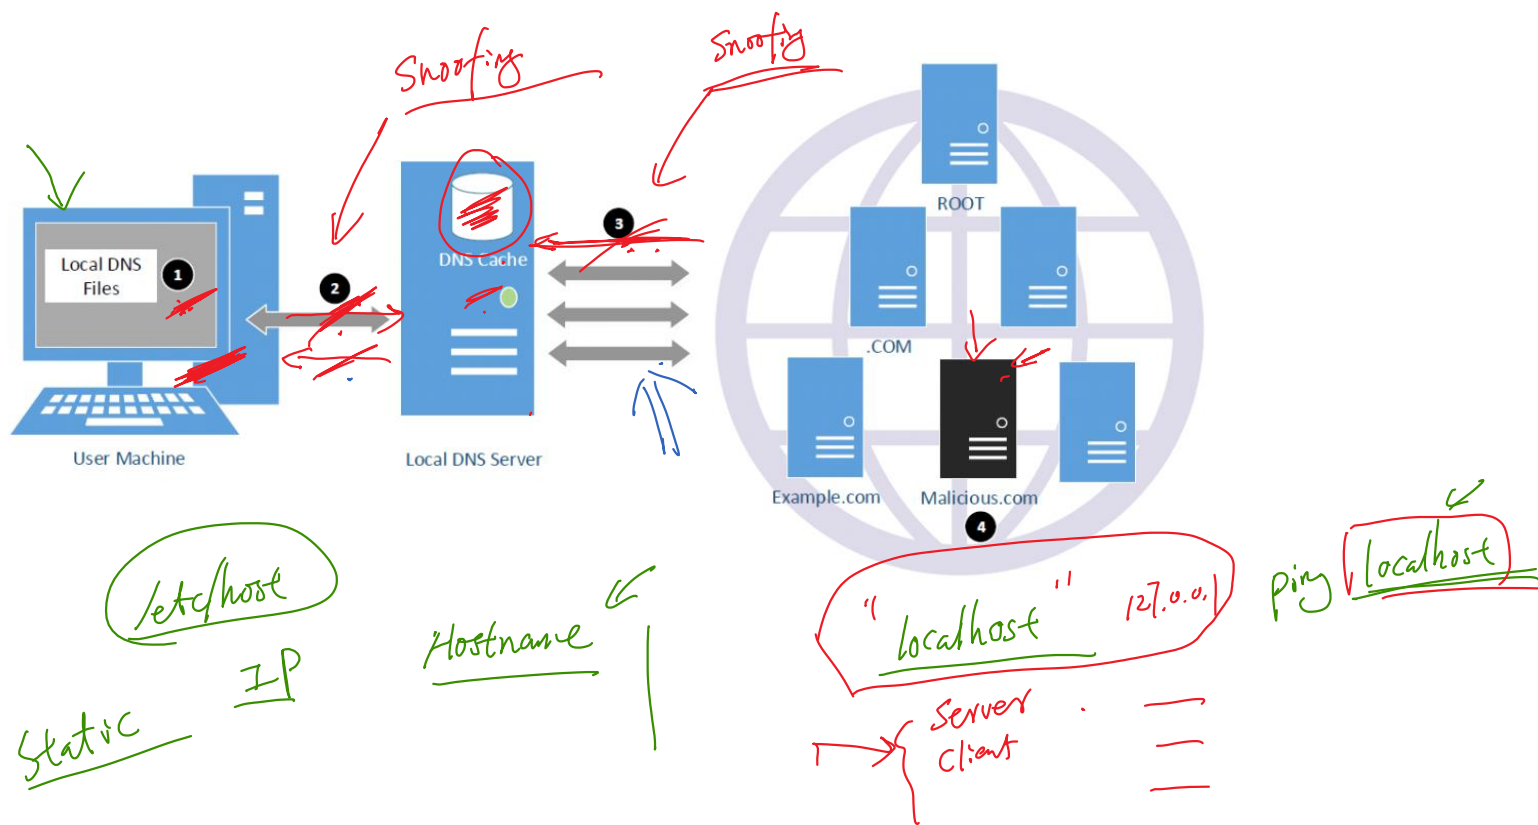 Snoofing
Snoofig
ROOT
3
DNS Cache
Local DNS
Files
1
2
.COM
User Machine
Local DNS Server
Example.com
Malicious.com
4
/etc/host
IP
Static
Hostname
"localhost" 127.0.0.1
ping localhost
Server
Client